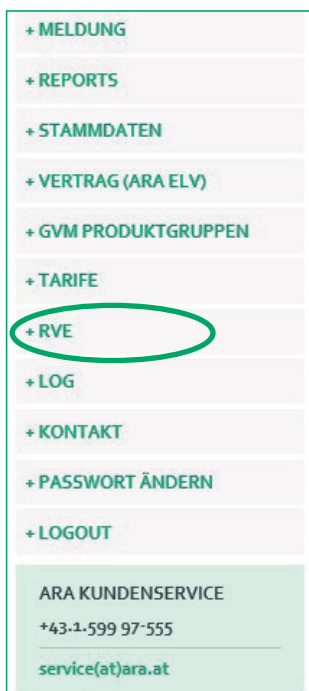 + MELDUNG
+ REPORTS
+ STAMMDATEN
+ VERTRAG (ARA ELV)
+ GVM PRODUKTGRUPPEN
+ TARIFE
+ RVE
+ LOG
+ KONTAKT
+ PASSWORT ÄNDERN
+ LOGOUT
ARA KUNDENSERVICE
+43.1.599 97-555
service(at)ara.at